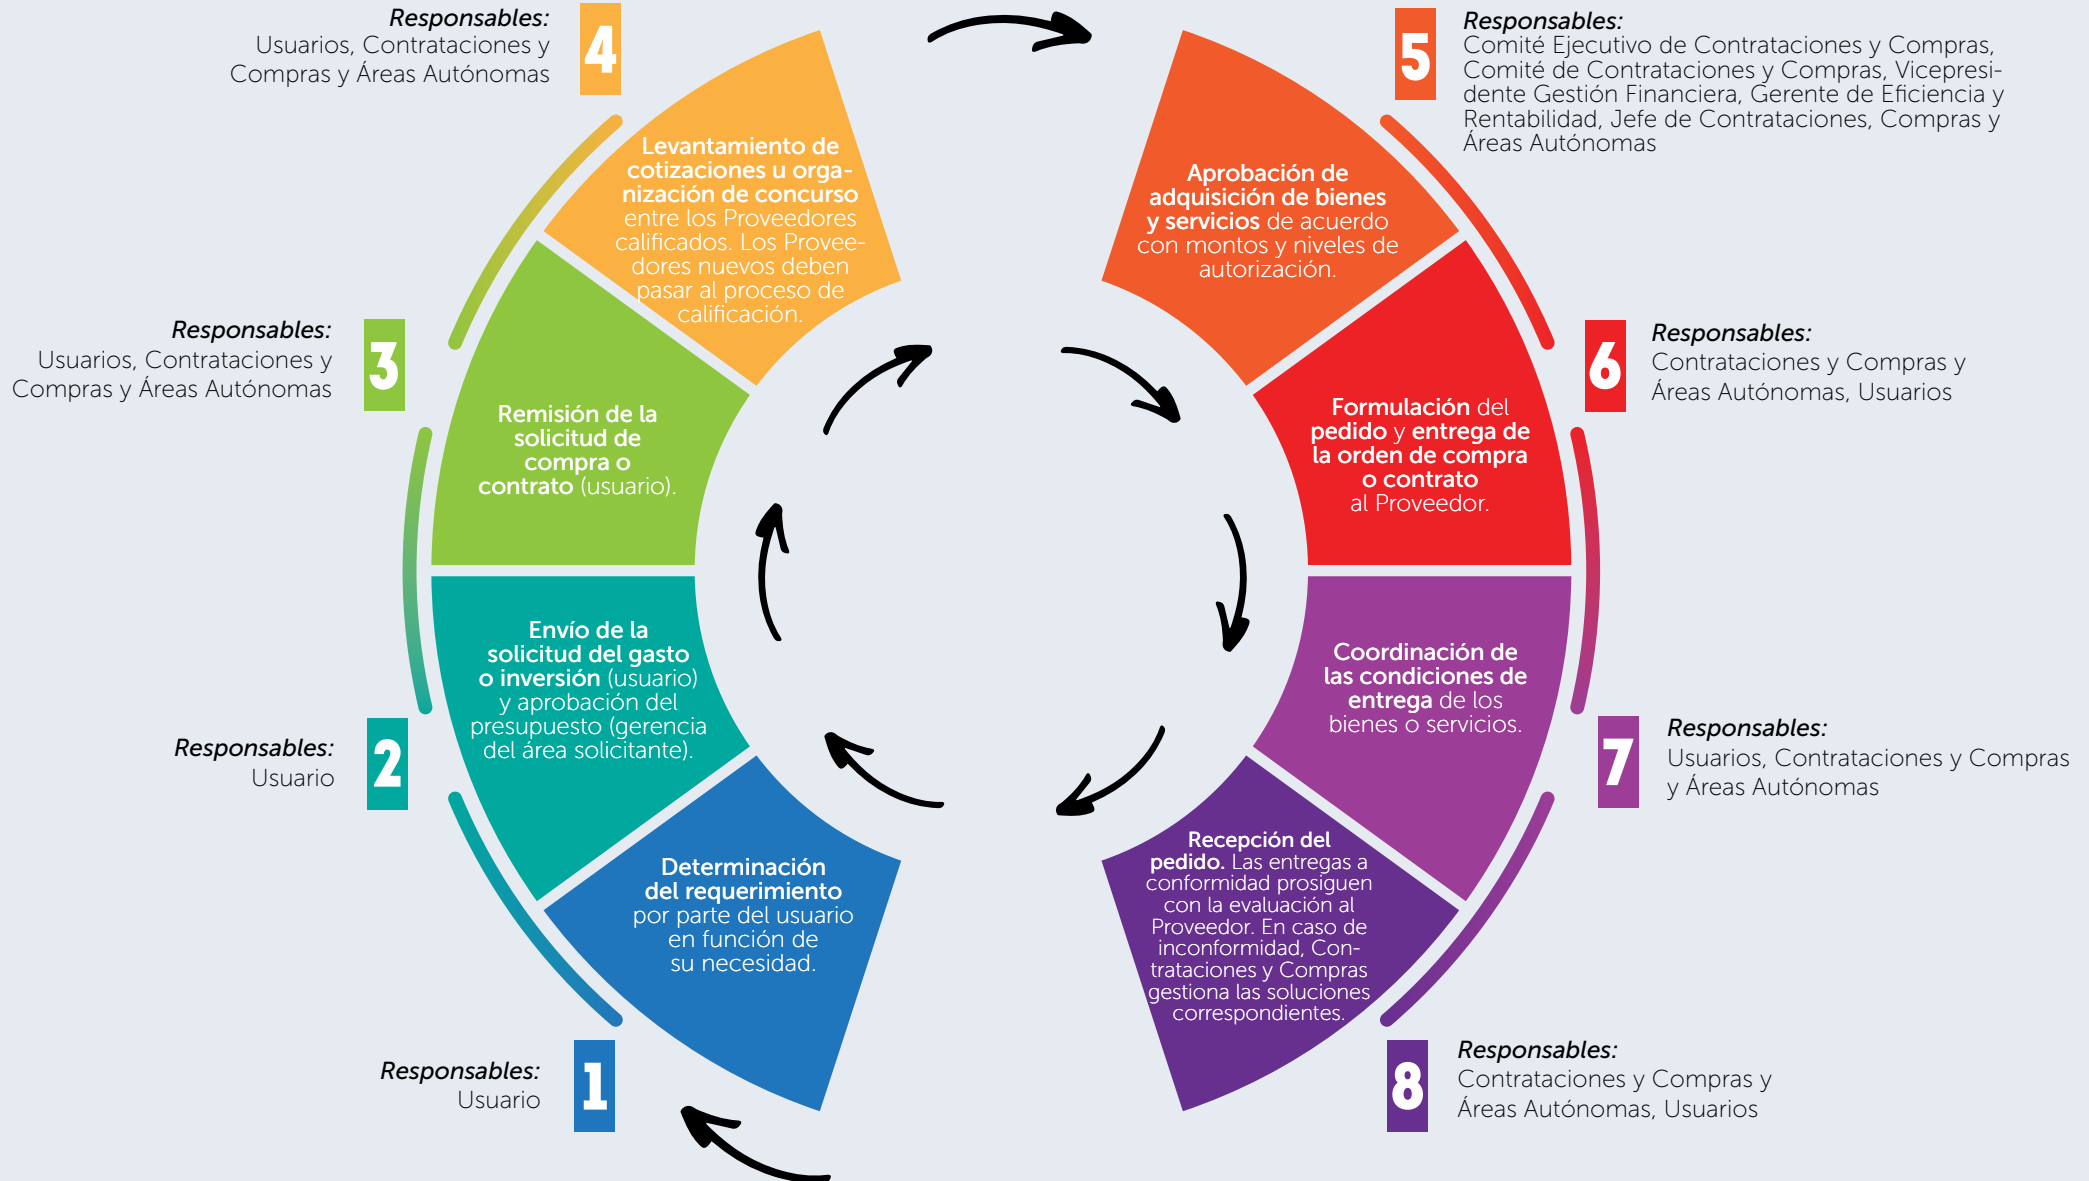 Responsables:
Usuario
1
Determinación
del requerimiento
por parte del usuario
en función de
su necesidad.
Responsables:
Usuario
2
Envío de la
solicitud del gasto
o inversión (usuario)
y aprobación del
presupuesto (gerencia
del área solicitante).
Responsables:
Usuarios, Contrataciones y
Compras y Áreas Autónomas
3
Remisión de la
solicitud de
compra o
contrato (usuario).
Responsables:
Usuarios, Contrataciones y
Compras y Áreas Autónomas
4
Levantamiento de
cotizaciones u orga-
nización de concurso
entre los Proveedores
calificados. Los Provee-
dores nuevos deben
pasar al proceso de
calificación.
5
Responsables:
Comité Ejecutivo de Contrataciones y Compras,
Comité de Contrataciones y Compras, Vicepresi-
dente Gestión Financiera, Gerente de Eficiencia y
Rentabilidad, Jefe de Contrataciones, Compras y
Áreas Autónomas
Aprobación de
adquisición de bienes
y servicios de acuerdo
con montos y niveles de
autorización.
6
Responsables:
Contrataciones y Compras y
Áreas Autónomas, Usuarios
Formulación del
pedido y entrega de
la orden de compra
o contrato
al Proveedor.
7
Responsables:
Usuarios, Contrataciones y Compras
y Áreas Autónomas
Coordinación de
las condiciones de
entrega de los
bienes o servicios.
8
Responsables:
Contrataciones y Compras y
Áreas Autónomas, Usuarios
Recepción del
pedido. Las entregas a
conformidad prosiguen
con la evaluación al
Proveedor. En caso de
inconformidad, Con-
trataciones y Compras
gestiona las soluciones
correspondientes.